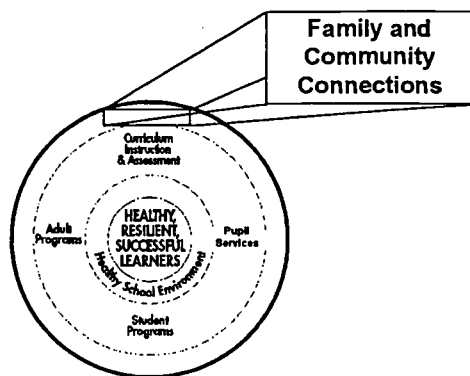 Family and
Community
Connections
Curriculum
Instruction
& Assessment
Adult
Programs
HEALTHY,
RESILIENT,
SUCCESSFUL
LEARNERS
Pupil
Services
Healthy School Environment
Student
Programs